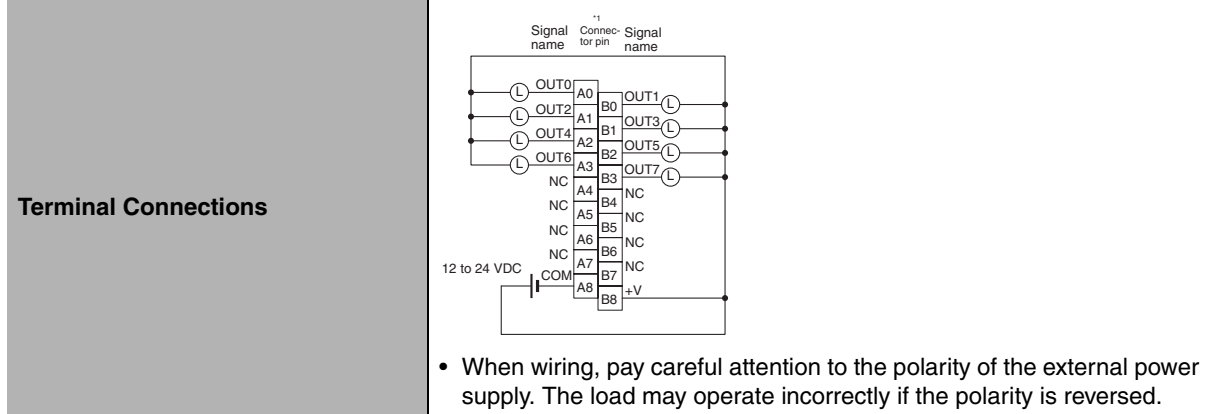 Terminal Connections
*1
Signal name
Connec-tor pin
Signal name
L OUT0 A0
B0 OUT1 L
L OUT2 A1
B1 OUT3 L
L OUT4 A2
B2 OUT5 L
L OUT6 A3
B3 OUT7 L
NC A4
B4 NC
NC A5
B5 NC
NC A6
B6 NC
NC A7
B7 NC
12 to 24 VDC COM A8
B8 +V
• When wiring, pay careful attention to the polarity of the external power
supply. The load may operate incorrectly if the polarity is reversed.